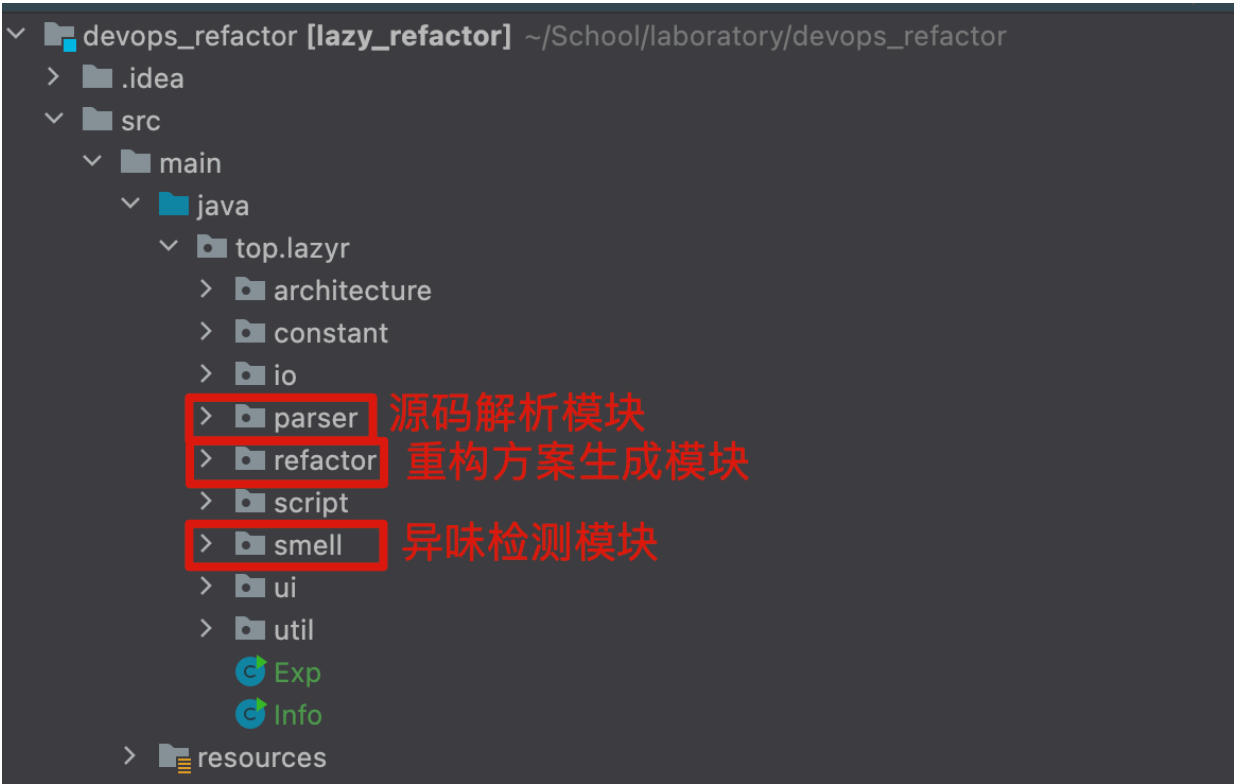 devops_refactor [lazy_refactor] ~/School/laboratory/devops_refactor
.idea
src
main
java
top.lazyr
architecture
constant
io
parser 源码解析模块
refactor 重构方案生成模块
script
smell 异味检测模块
ui
util
Exp
Info
resources